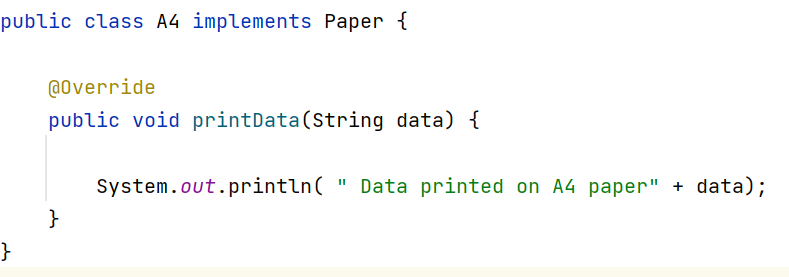 public class A4 implements Paper {
@Override
public void printData(String data) {
System.out.println( " Data printed on A4 paper" + data);
}
}